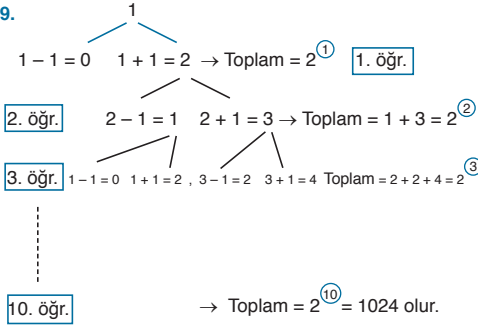 9. 1
1 – 1 = 0 1 + 1 = 2 → Toplam = 2① 1. öğr.
2. öğr. 2 – 1 = 1 2 + 1 = 3 → Toplam = 1 + 3 = 2②
3. öğr. 1 – 1 = 0 1 + 1 = 2 , 3 – 1 = 2 3 + 1 = 4 Toplam = 2 + 2 + 4 = 2③
10. öğr. → Toplam = 2⑩ = 1024 olur.